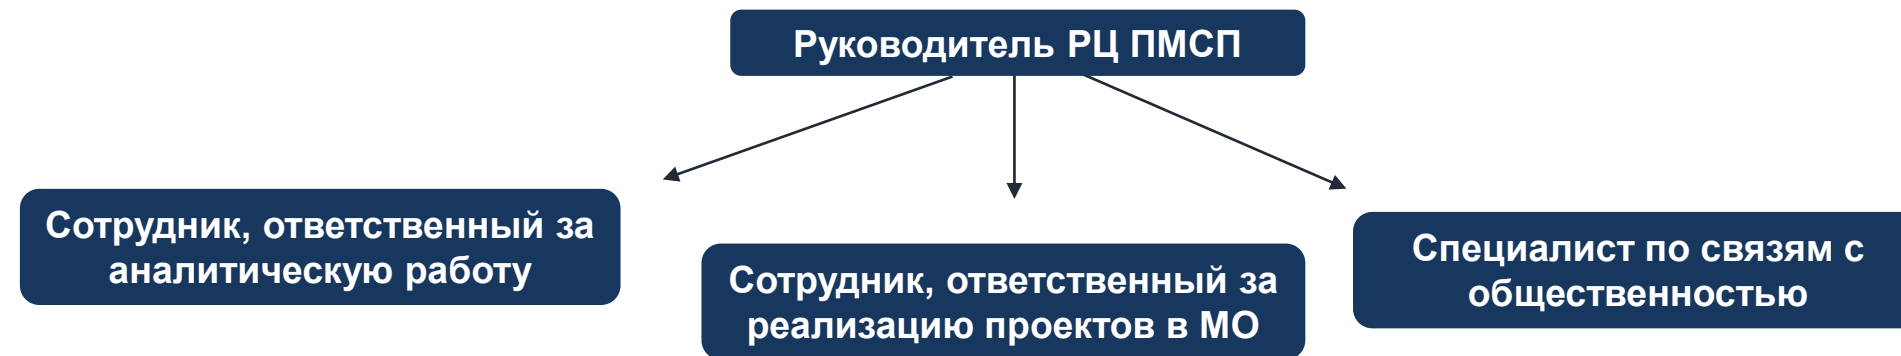 Руководитель РЦ ПМСП
Сотрудник, ответственный за
аналитическую работу
Сотрудник, ответственный за
реализацию проектов в МО
Специалист по связям с
общественностью